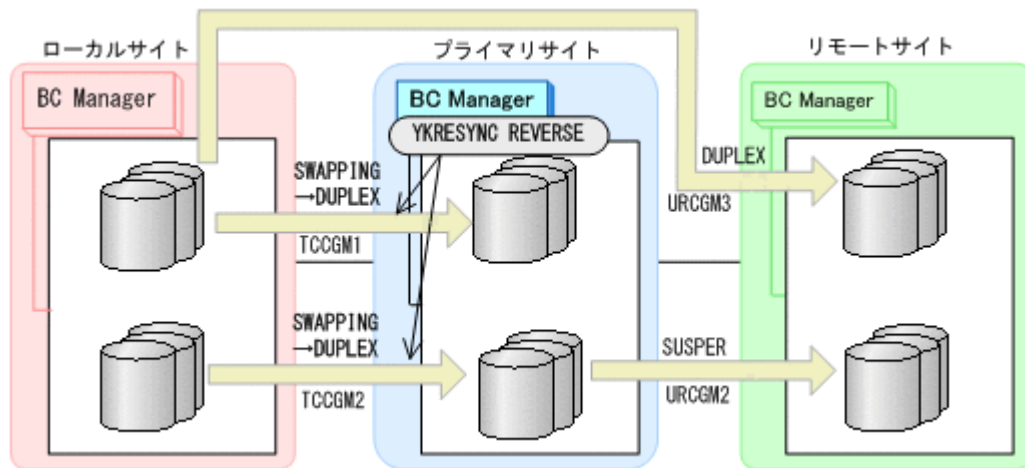 ローカルサイト
プライマリサイト
リモートサイト
BC Manager
BC Manager
BC Manager
YKRESYNC REVERSE
SWAPPING
→DUPLEX
TCCGM1
DUPLEX
URCGM3
SWAPPING
→DUPLEX
TCCGM2
SUSPER
URCGM2